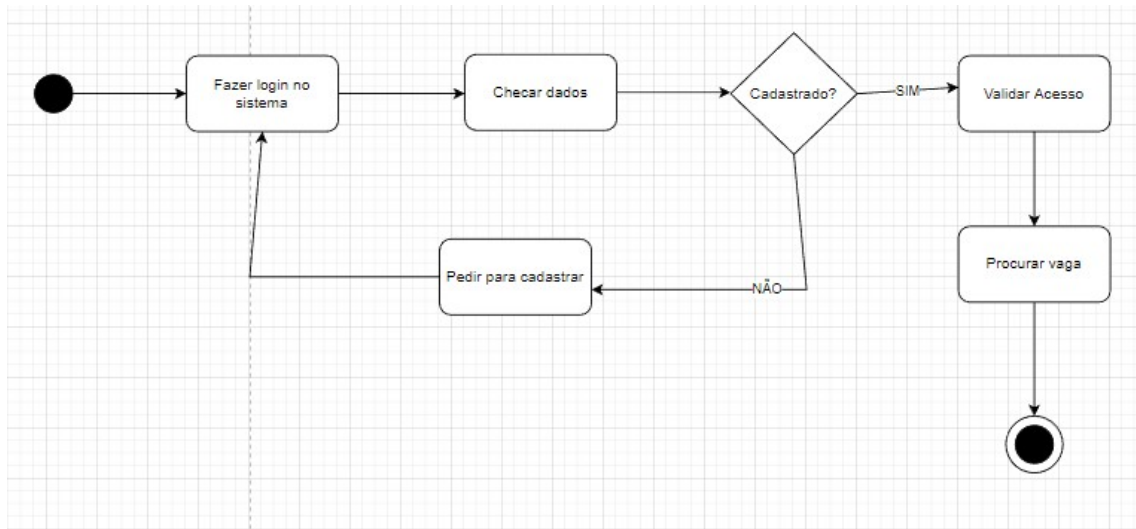 Fazer login no
sistema
Checar dados
Cadastrado?
SIM
Validar Acesso
Pedir para cadastrar
NÃO
Procurar vaga